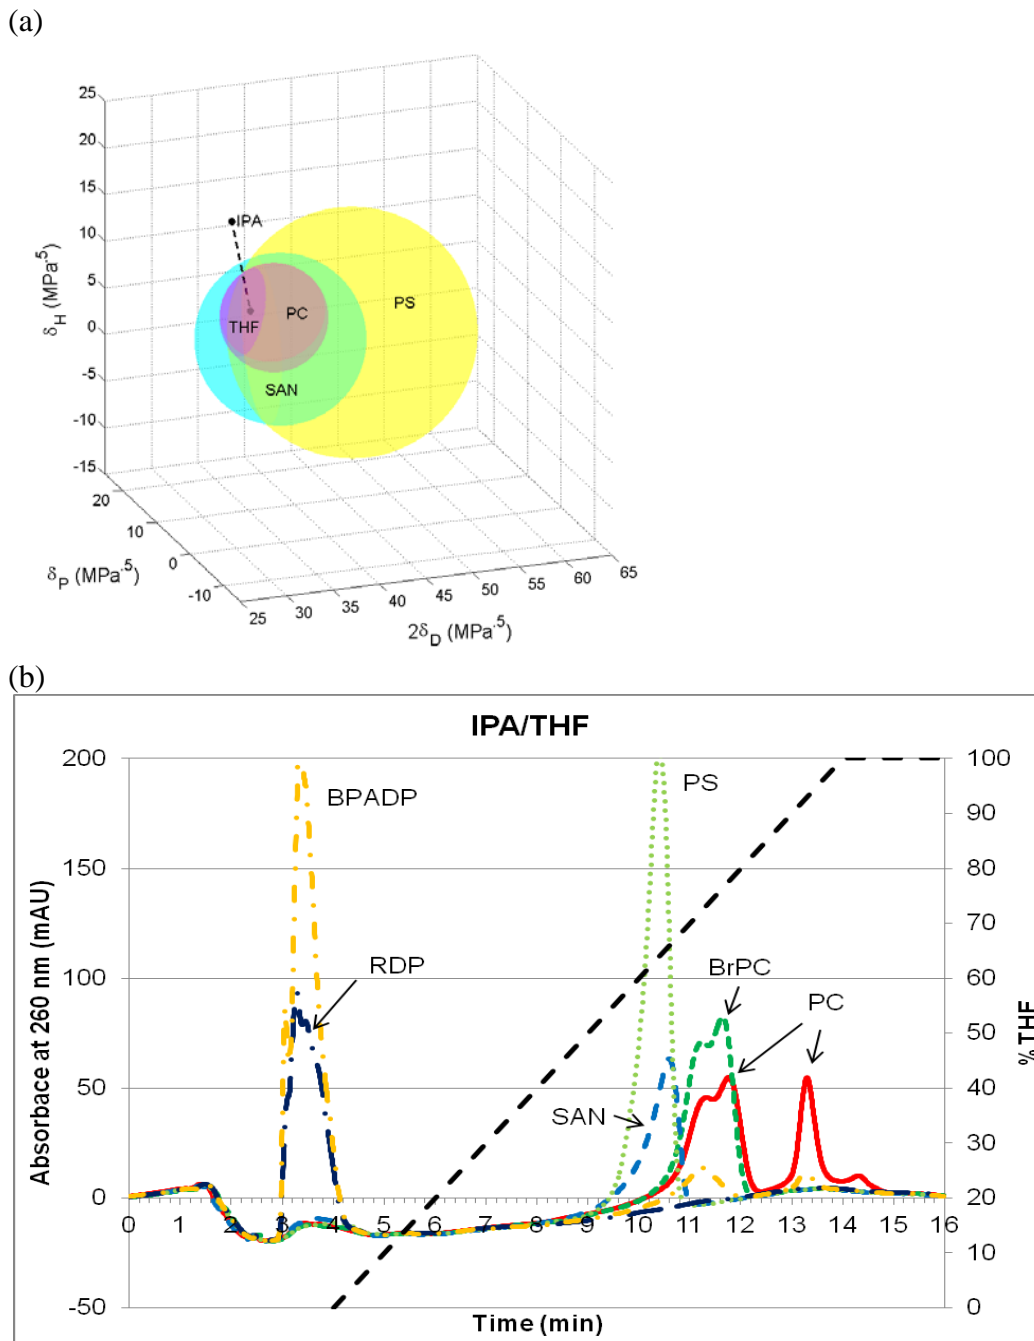 (a)
25
20
15
10
5
0
-5
-10
-15
δH (MPa.5)
IPA
THF
PC
PS
SAN
20
10
0
-10
δP (MPa.5)
25 30 35 40 45 50 55 60 65
2δD (MPa.5)
(b)
IPA/THF
200
150
100
50
0
-50
Absorbace at 260 nm (mAU)
BPADP
RDP
PS
BrPC
PC
SAN
100
90
80
70
60
50
40
30
20
10
0
% THF
0 1 2 3 4 5 6 7 8 9 10 11 12 13 14 15 16
Time (min)